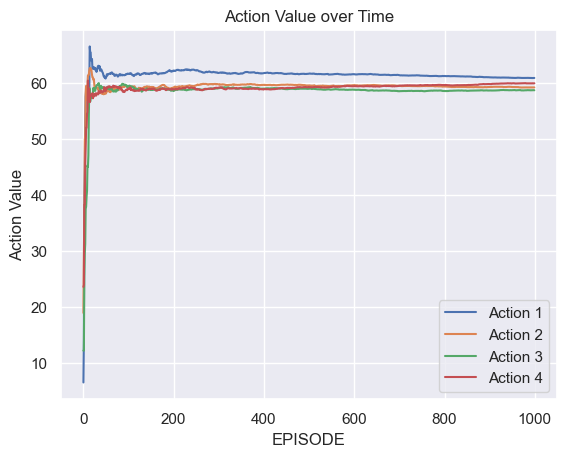 Action Value over Time
Action Value
60
50
40
30
20
10
0
200
400
600
800
1000
EPISODE
Action 1
Action 2
Action 3
Action 4